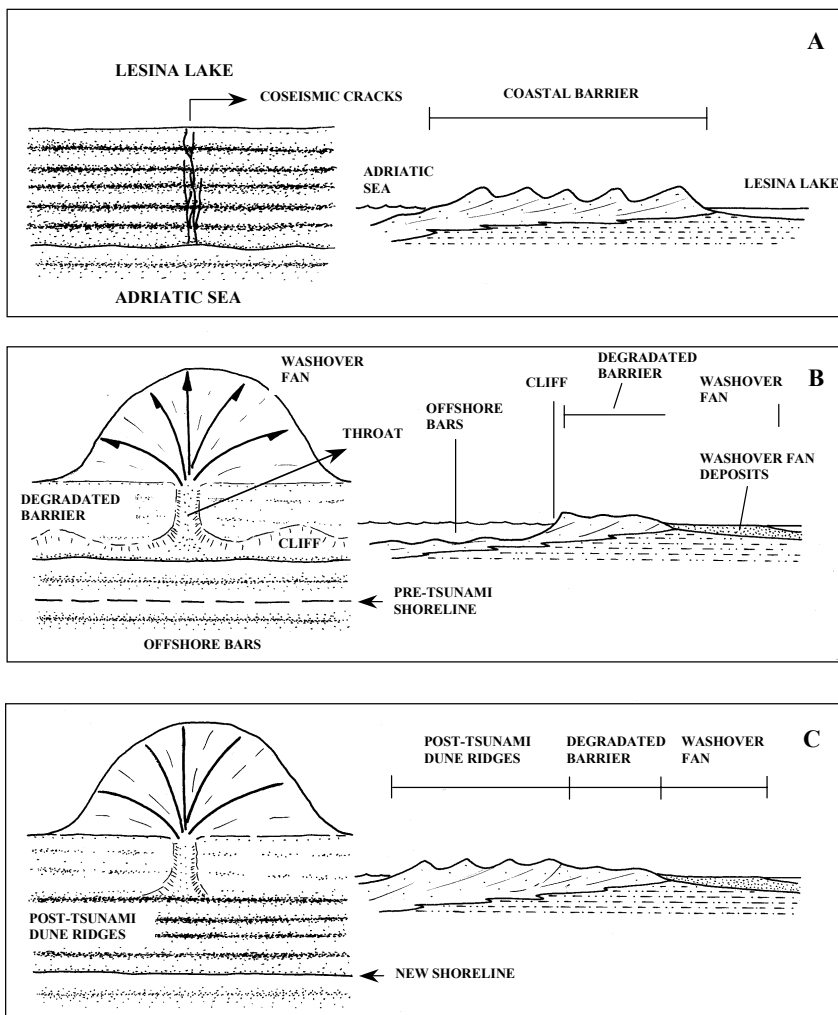 A
LESINA LAKE
COSEISMIC CRACKS
COASTAL BARRIER
ADRIATIC
SEA
LESINA LAKE
ADRIATIC SEA
B
WASHOVER
FAN
THROAT
DEGRADATED
BARRIER
CLIFF
PRE-TSUNAMI
SHORELINE
OFFSHORE BARS
DEGRADATED
BARRIER
CLIFF
WASHOVER
FAN
OFFSHORE
BARS
WASHOVER FAN
DEPOSITS
C
POST-TSUNAMI
DUNE RIDGES
NEW SHORELINE
POST-TSUNAMI
DUNE RIDGES
DEGRADATED
BARRIER
WASHOVER
FAN